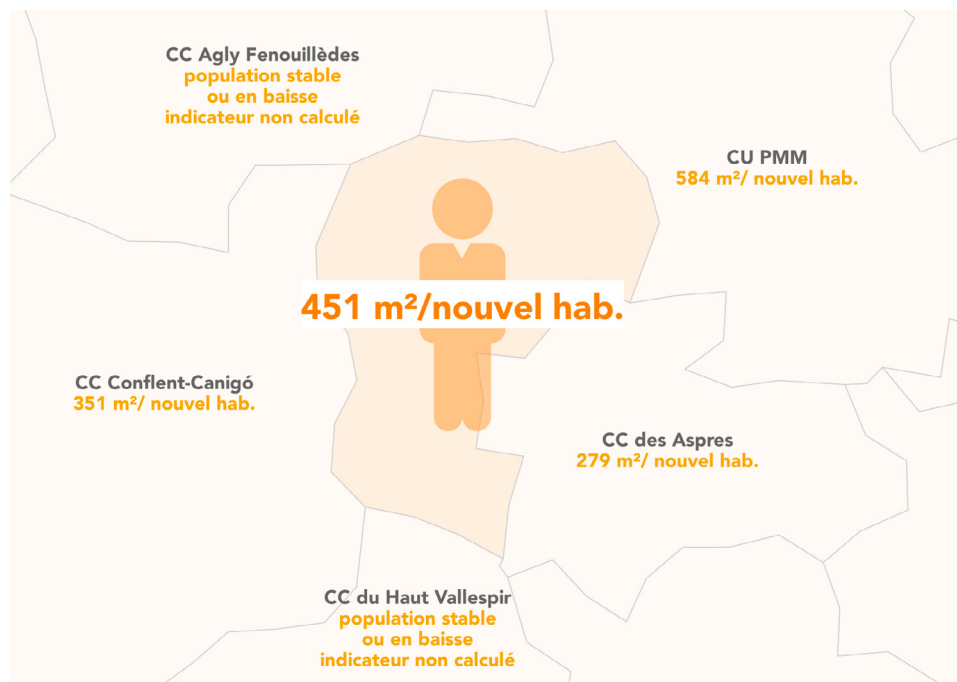 CC Agly Fenouillèdes
population stable
ou en baisse
indicateur non calculé
CU PMM
584 m²/ nouvel hab.
451 m²/nouvel hab.
CC Conflent-Canigó
351 m²/ nouvel hab.
CC des Aspres
279 m²/ nouvel hab.
CC du Haut Vallespir
population stable
ou en baisse
indicateur non calculé